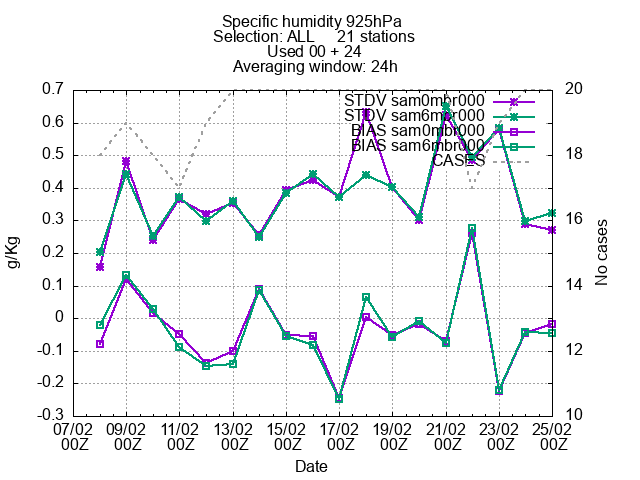 Specific humidity 925hPa
Selection: ALL 21 stations
Used 00 + 24
Averaging window: 24h
0.7 20
STDV sam0mbr000
0.6
STDV sam6mbr000
BIAS sam0mbr000
BIAS sam6mbr000
0.5 18
CASES
0.4
0.3 16
0.2
0.1 14
0
-0.1 12
-0.2
-0.3 10
g/Kg
No cases
07/02 09/02 11/02 13/02 15/02 17/02 19/02 21/02 23/02 25/02
00Z 00Z 00Z 00Z 00Z 00Z 00Z 00Z 00Z 00Z
Date